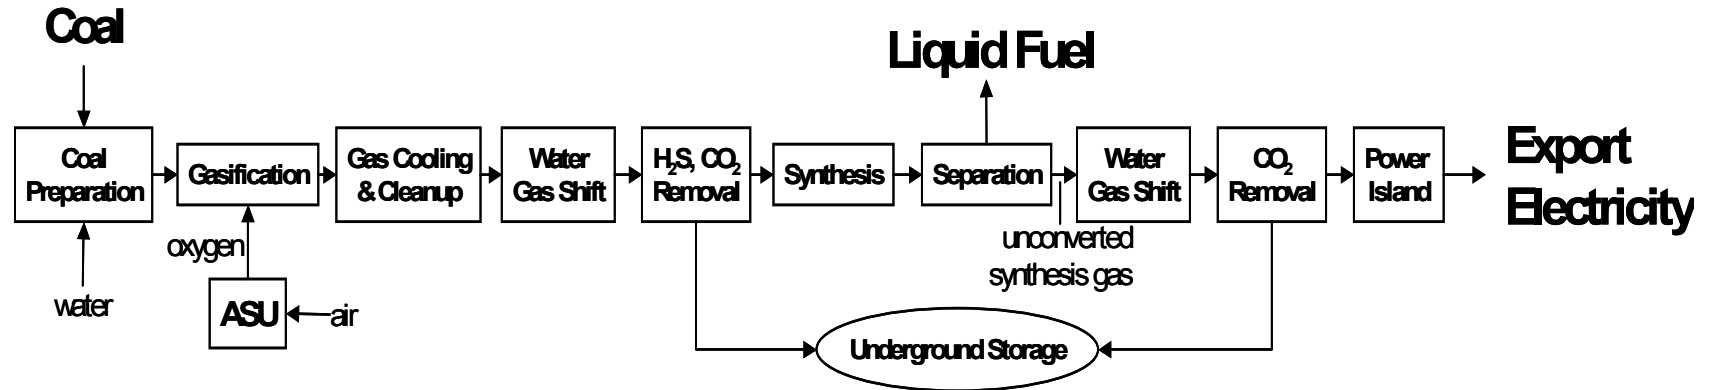 Coal
Liquid Fuel
Coal
Preparation
Gasification
Gas Cooling
& Cleanup
Water
Gas Shift
H₂S, CO₂
Removal
Synthesis
Separation
Water
Gas Shift
CO₂
Removal
Power
Island
Export
Electricity
oxygen
unconverted
synthesis gas
water
ASU
air
Underground Storage